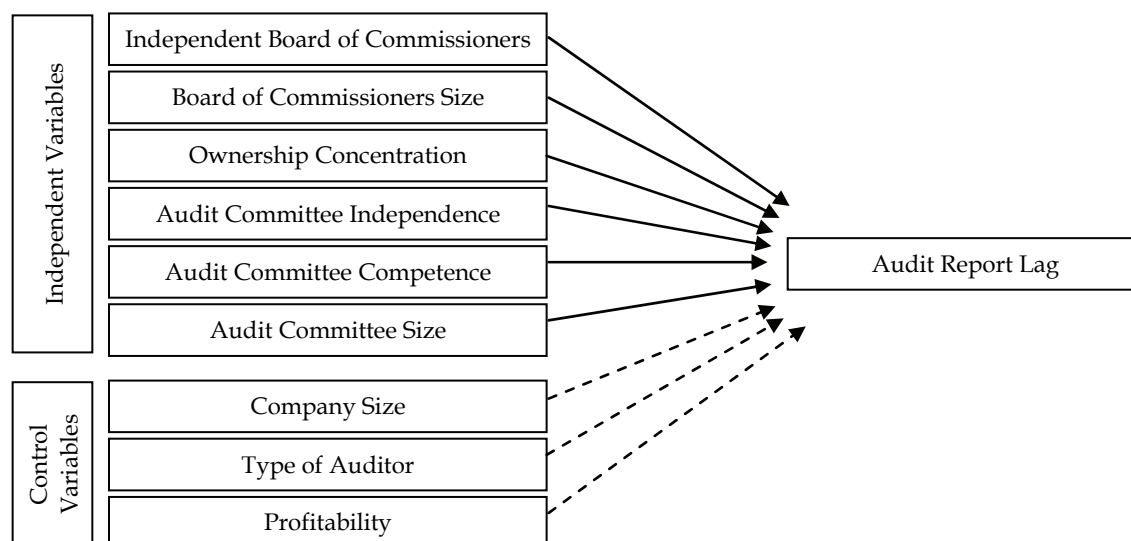 Independent Variables
Independent Board of Commissioners
Board of Commissioners Size
Ownership Concentration
Audit Committee Independence
Audit Committee Competence
Audit Committee Size
Control
Variables
Company Size
Type of Auditor
Profitability
Audit Report Lag